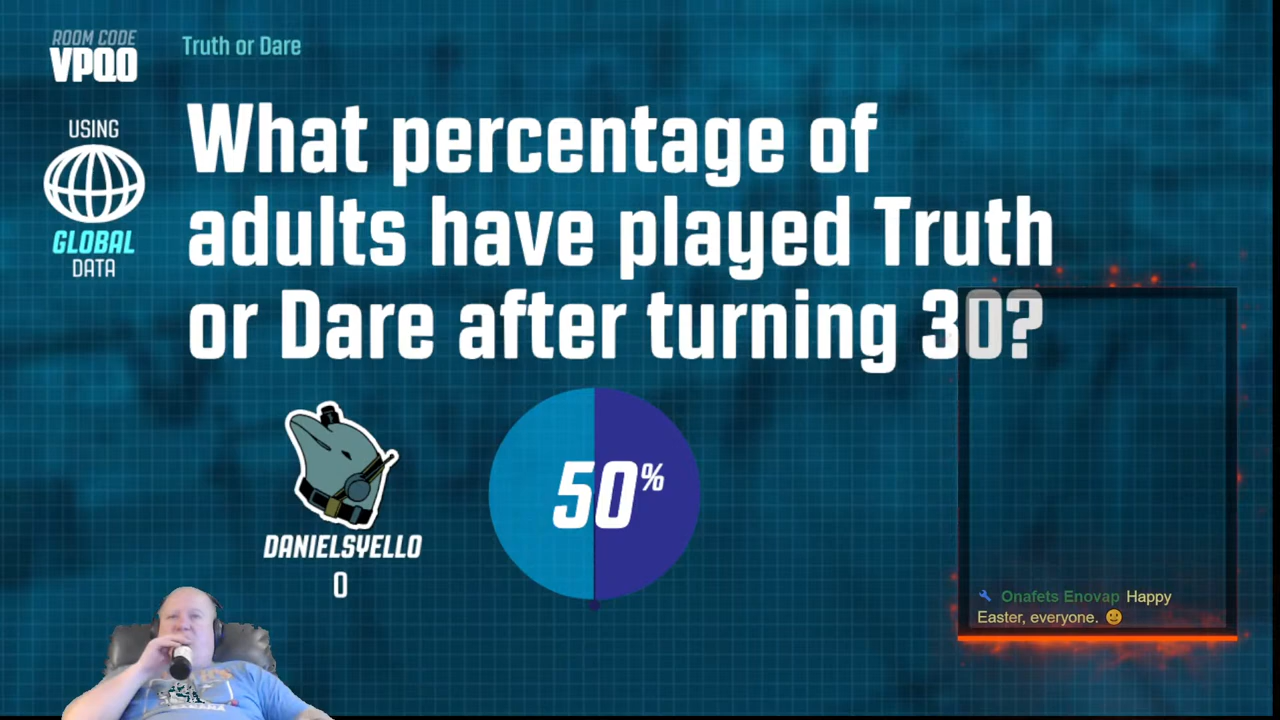 ROOM CODE
VPQO
Truth or Dare
USING
GLOBAL
DATA
What percentage of
adults have played Truth
or Dare after turning 30?
50%
DANIELSYELLO
0
Onafets Enovap Happy
Easter, everyone. 🙂